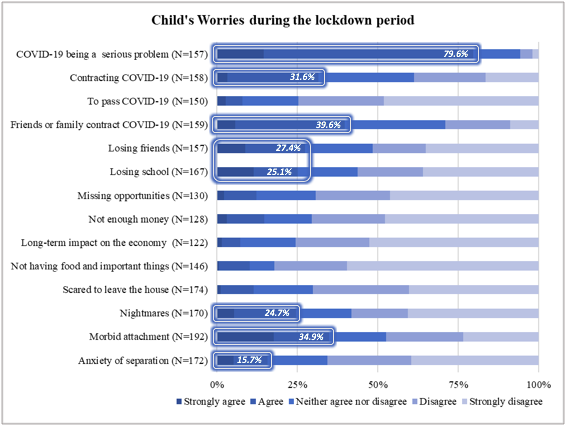 Child's Worries during the lockdown period
COVID-19 being a serious problem (N=157) 79.6%
Contracting COVID-19 (N=158) 31.6%
To pass COVID-19 (N=150)
Friends or family contract COVID-19 (N=159) 39.6%
Losing friends (N=157) 27.4%
Losing school (N=167) 25.1%
Missing opportunities (N=130)
Not enough money (N=128)
Long-term impact on the economy (N=122)
Not having food and important things (N=146)
Scared to leave the house (N=174)
Nightmares (N=170) 24.7%
Morbid attachment (N=192) 34.9%
Anxiety of separation (N=172) 15.7%
0% 25% 50% 75% 100%
Strongly agree Agree Neither agree nor disagree Disagree Strongly disagree